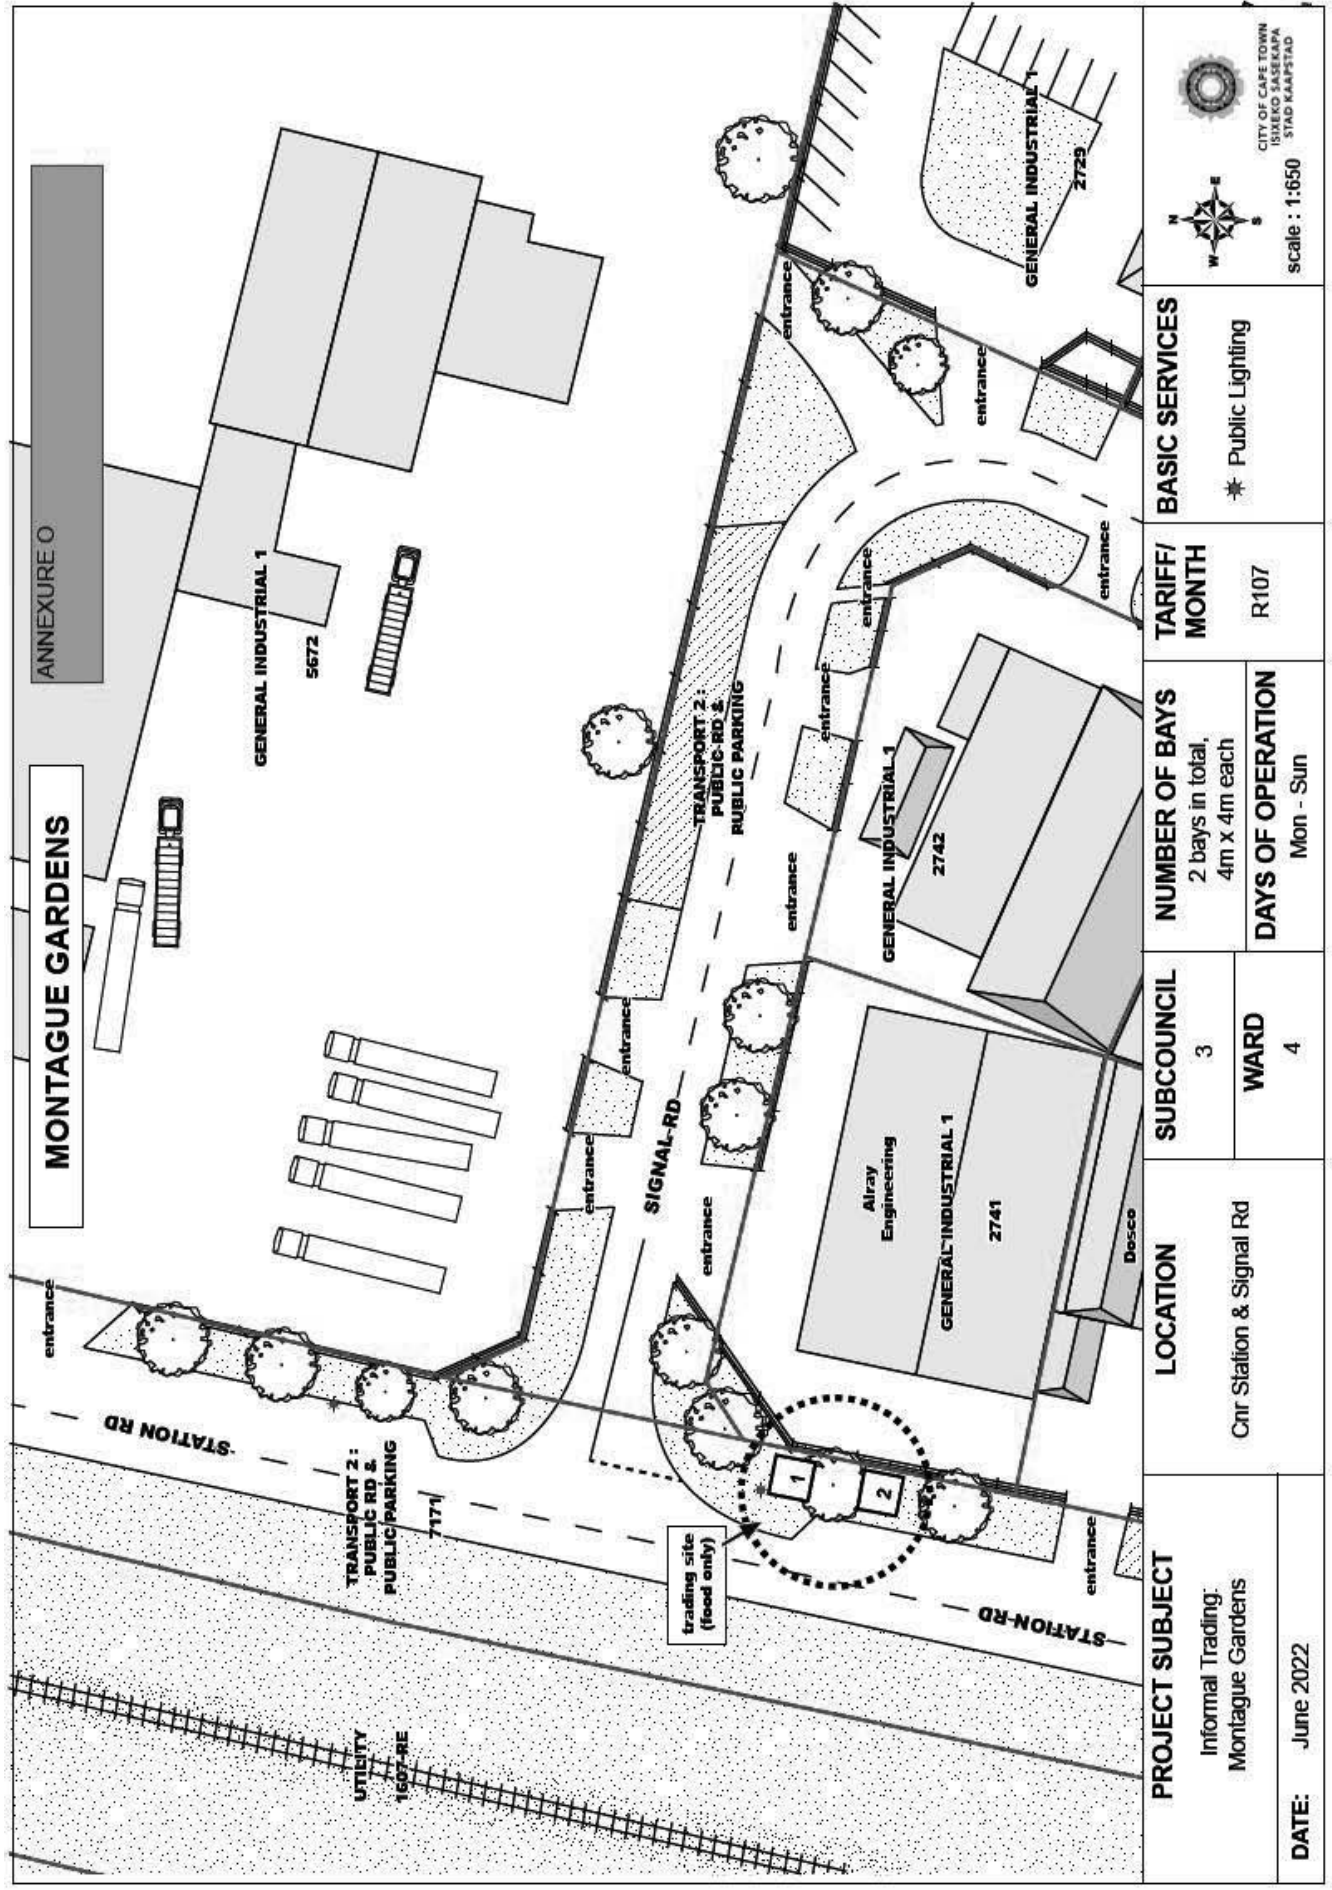 ANNEXURE O
MONTAGUE GARDENS
GENERAL INDUSTRIAL 1
5672
entrance
STATION RD
TRANSPORT 2 :
PUBLIC RD &
PUBLIC PARKING
7171
UTILITY
1607-RE
entrance
entrance
SIGNAL RD
TRANSPORT 2 :
PUBLIC RD &
PUBLIC PARKING
entrance
entrance
entrance
entrance
entrance
entrance
entrance
entrance
GENERAL INDUSTRIAL 1
2729
GENERAL INDUSTRIAL 1
2742
Alray
Engineering
GENERAL INDUSTRIAL 1
2741
Dosco
trading site
(food only)
1
2
STATION RD
entrance
PROJECT SUBJECT
Informal Trading:
Montague Gardens
DATE: June 2022
LOCATION
Cnr Station & Signal Rd
SUBCOUNCIL
3
WARD
4
NUMBER OF BAYS
2 bays in total,
4m x 4m each
DAYS OF OPERATION
Mon - Sun
TARIFF/
MONTH
R107
BASIC SERVICES
Public Lighting
N
W E
S
scale : 1:650
CITY OF CAPE TOWN
ISIXEKO SASEKAPA
STAD KAAPSTAD